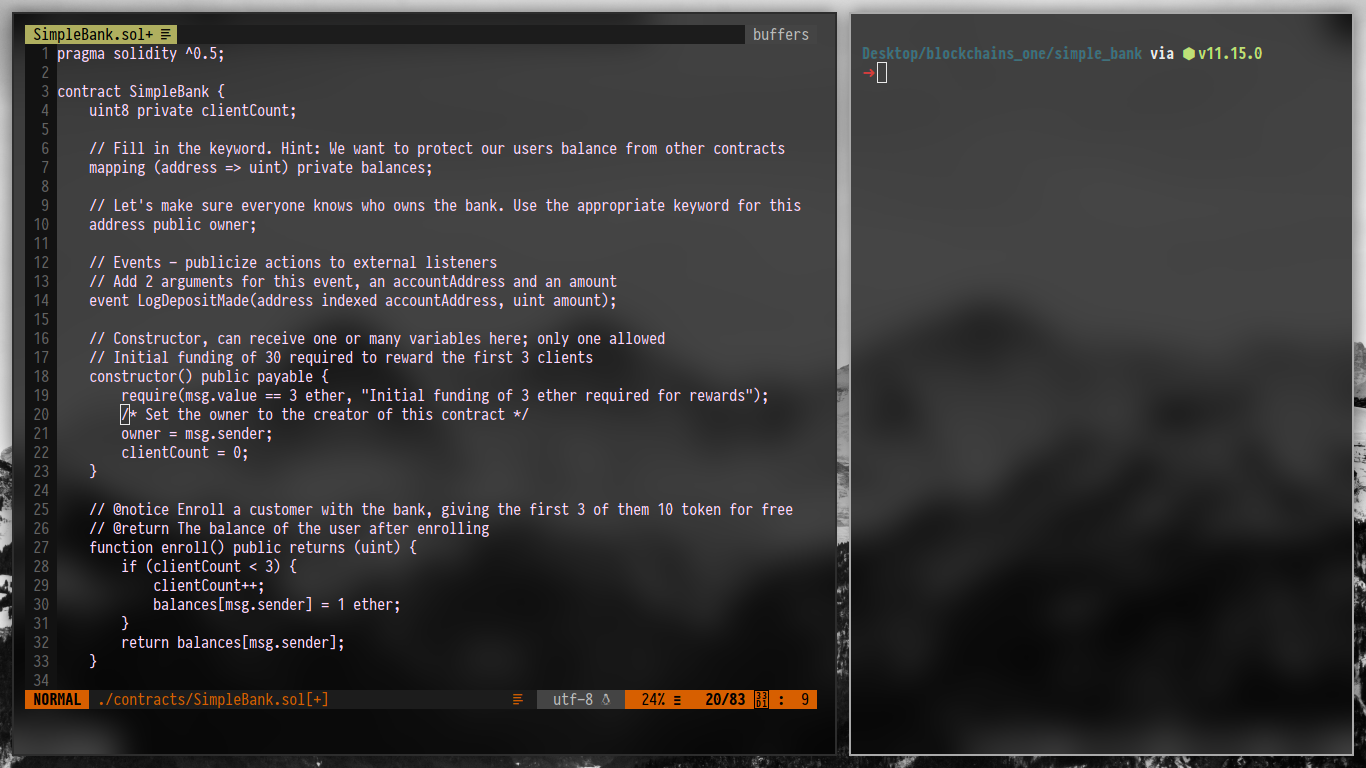 SimpleBank.sol+
buffers
1 pragma solidity ^0.5;
2
3 contract SimpleBank {
4     uint8 private clientCount;
5
6     // Fill in the keyword. Hint: We want to protect our users balance from other contracts
7     mapping (address => uint) private balances;
8
9     // Let's make sure everyone knows who owns the bank. Use the appropriate keyword for this
10     address public owner;
11
12     // Events – publicize actions to external listeners
13     // Add 2 arguments for this event, an accountAddress and an amount
14     event LogDepositMade(address indexed accountAddress, uint amount);
15
16     // Constructor, can receive one or many variables here; only one allowed
17     // Initial funding of 30 required to reward the first 3 clients
18     constructor() public payable {
19         require(msg.value == 3 ether, "Initial funding of 3 ether required for rewards");
20         /* Set the owner to the creator of this contract */
21         owner = msg.sender;
22         clientCount = 0;
23     }
24
25     // @notice Enroll a customer with the bank, giving the first 3 of them 10 token for free
26     // @return The balance of the user after enrolling
27     function enroll() public returns (uint) {
28         if (clientCount < 3) {
29             clientCount++;
30             balances[msg.sender] = 1 ether;
31         }
32         return balances[msg.sender];
33     }
34
NORMAL ./contracts/SimpleBank.sol[+] utf-8 24% ≡ 20/83 : 9
Desktop/blockchains_one/simple_bank via ⬢ v11.15.0
→